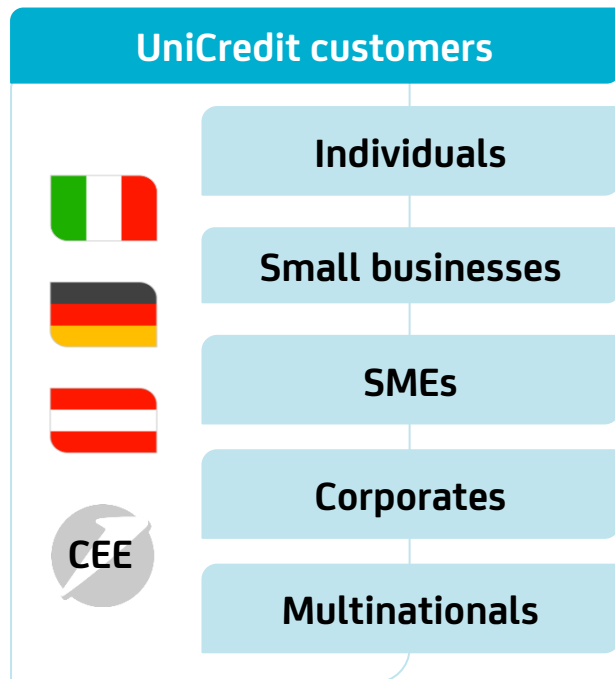 UniCredit customers
Individuals
Small businesses
SMEs
Corporates
CEE
Multinationals